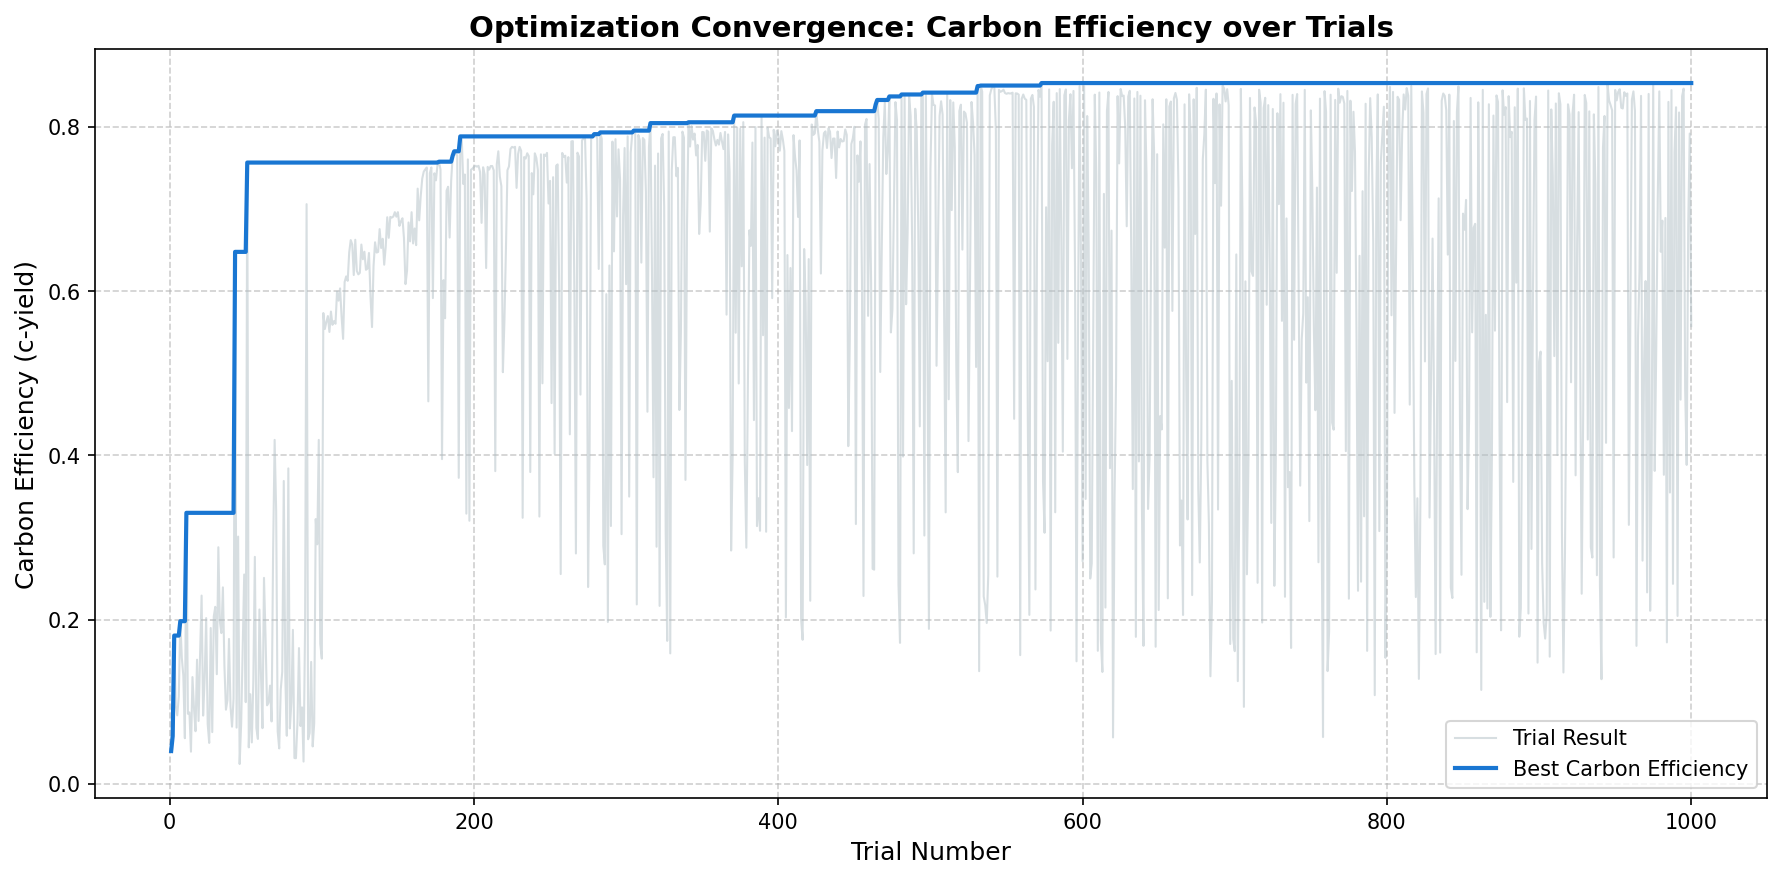 Optimization Convergence: Carbon Efficiency over Trials
Carbon Efficiency (c-yield)
0.8
0.6
0.4
0.2
0.0
0 200 400 600 800 1000
Trial Number
Trial Result
Best Carbon Efficiency